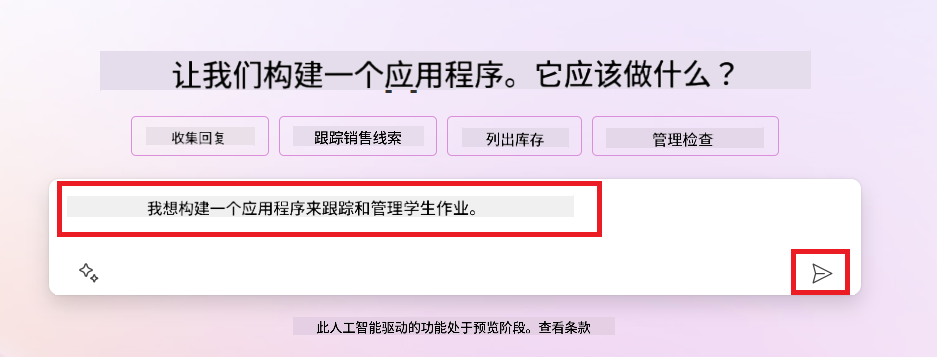 让我们构建一个应用程序。它应该做什么？
收集回复
跟踪销售线索
列出库存
管理检查
我想构建一个应用程序来跟踪和管理学生作业。
此人工智能驱动的功能处于预览阶段。查看条款